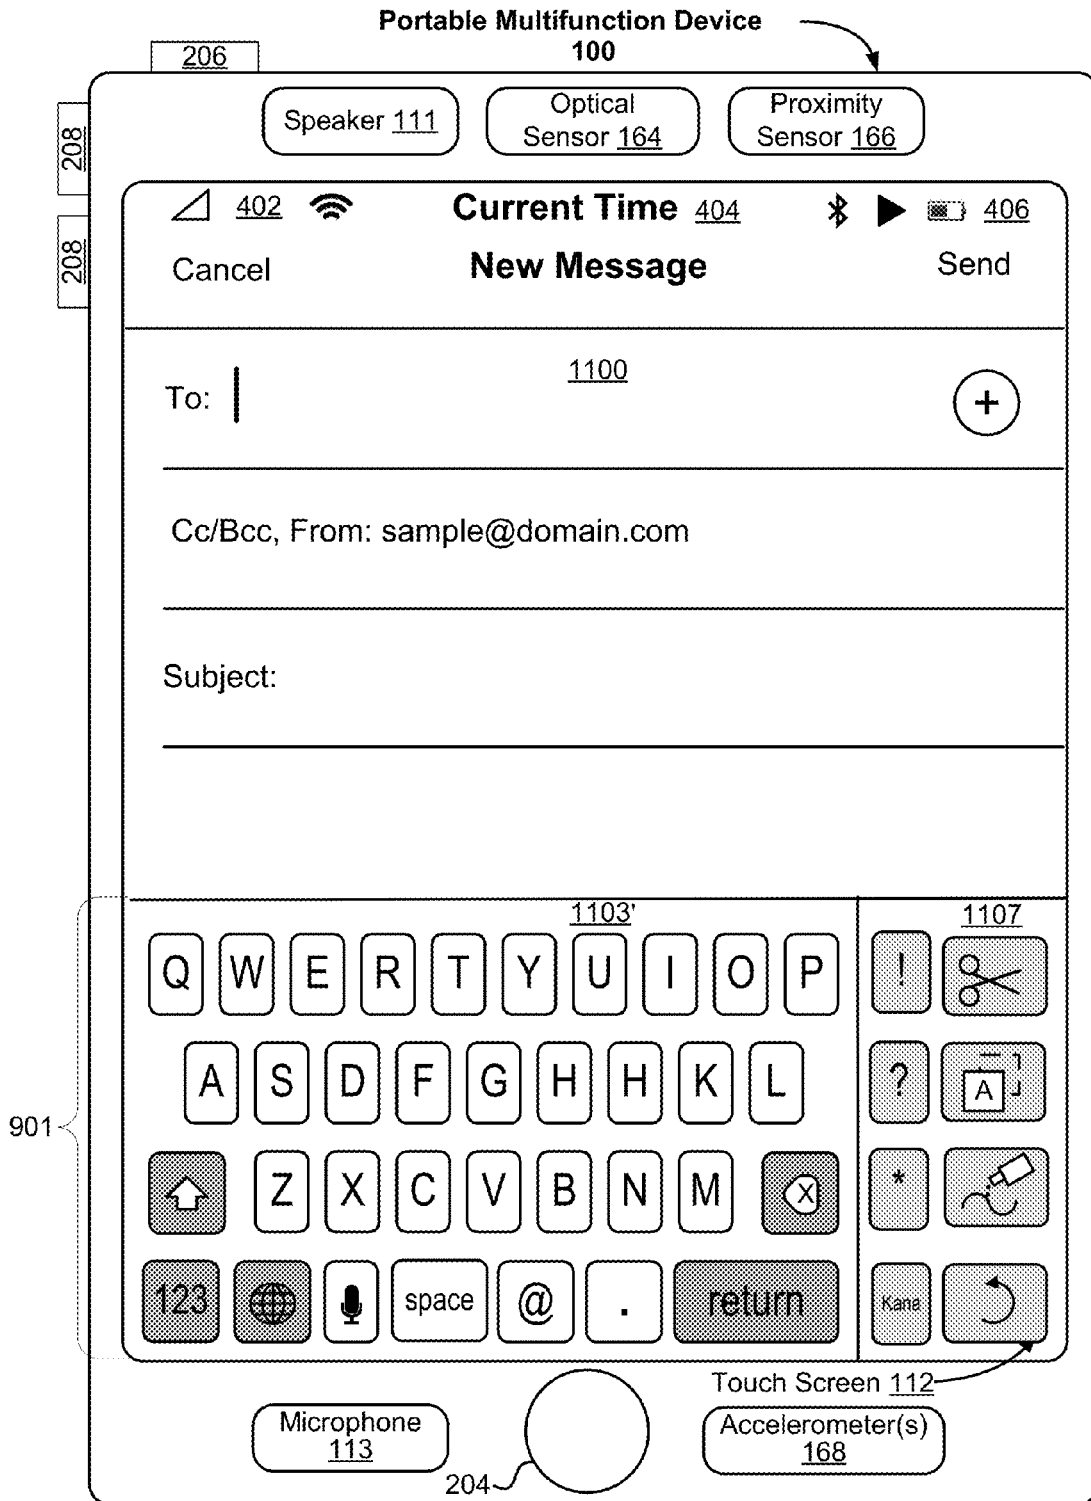 Portable Multifunction Device
100
206
208
208
Speaker 111
Optical
Sensor 164
Proximity
Sensor 166
402
Current Time 404
406
Cancel
New Message
Send
To:
1100
+
Cc/Bcc, From: sample@domain.com
Subject:
901
1103'
1107
Q W E R T Y U I O P !
A S D F G H H K L ? A
Z X C V B N M X *
123 space @ . return Kana
Touch Screen 112
Microphone
113
204
Accelerometer(s)
168